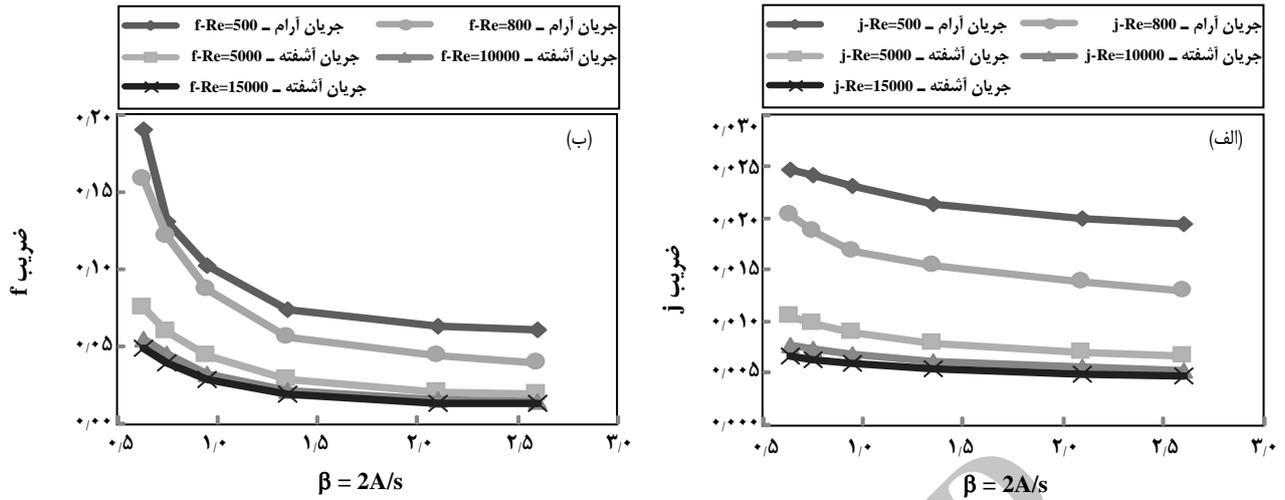 f-Re=500 جریان آرام ـ
f-Re=800 جریان آرام ـ
f-Re=5000 جریان آشفته ـ
f-Re=10000 جریان آشفته ـ
f-Re=15000 جریان آشفته ـ
(ب)
ضریب f
۰٫۲۰
۰٫۱۵
۰٫۱۰
۰٫۰۵
۰٫۰۰
۰٫۵ ۱٫۰ ۱٫۵ ۲٫۰ ۲٫۵ ۳٫۰
β = 2A/s
j-Re=500 جریان آرام ـ
j-Re=800 جریان آرام ـ
j-Re=5000 جریان آشفته ـ
j-Re=10000 جریان آشفته ـ
j-Re=15000 جریان آشفته ـ
(الف)
ضریب j
۰٫۰۳۰
۰٫۰۲۵
۰٫۰۲۰
۰٫۰۱۵
۰٫۰۱۰
۰٫۰۰۵
۰٫۰۰۰
۰٫۵ ۱٫۰ ۱٫۵ ۲٫۰ ۲٫۵ ۳٫۰
β = 2A/s